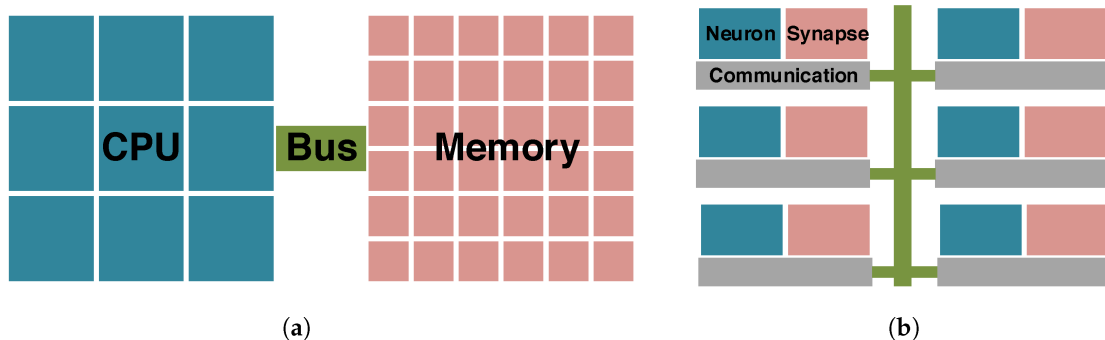 CPU
Bus
Memory
(a)
Neuron
Synapse
Communication
(b)